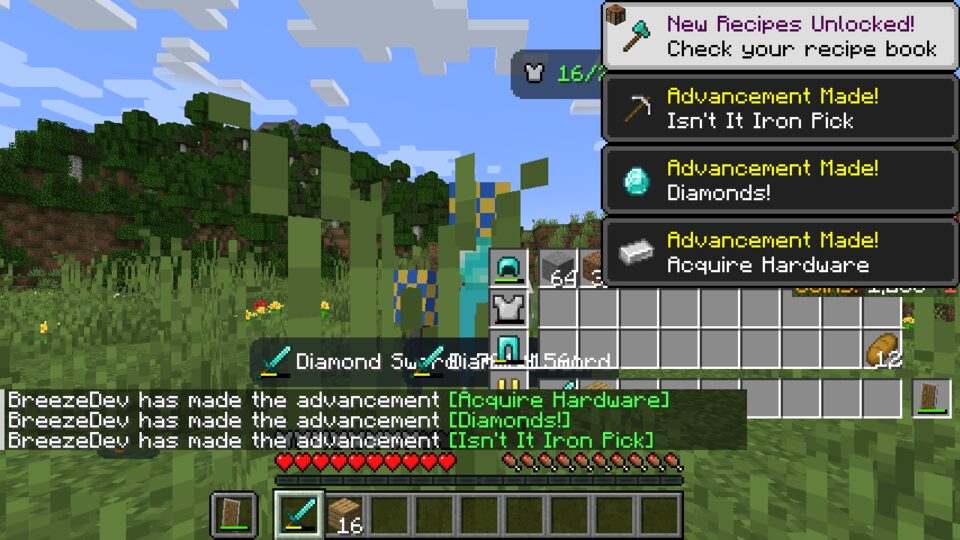 New Recipes Unlocked!
Check your recipe book
16/
Advancement Made!
Isn't It Iron Pick
Advancement Made!
Diamonds!
Advancement Made!
Acquire Hardware
64
12
Diamond
BreezeDev has made the advancement [Acquire Hardware]
BreezeDev has made the advancement [Diamonds!]
BreezeDev has made the advancement [Isn't It Iron Pick]
16